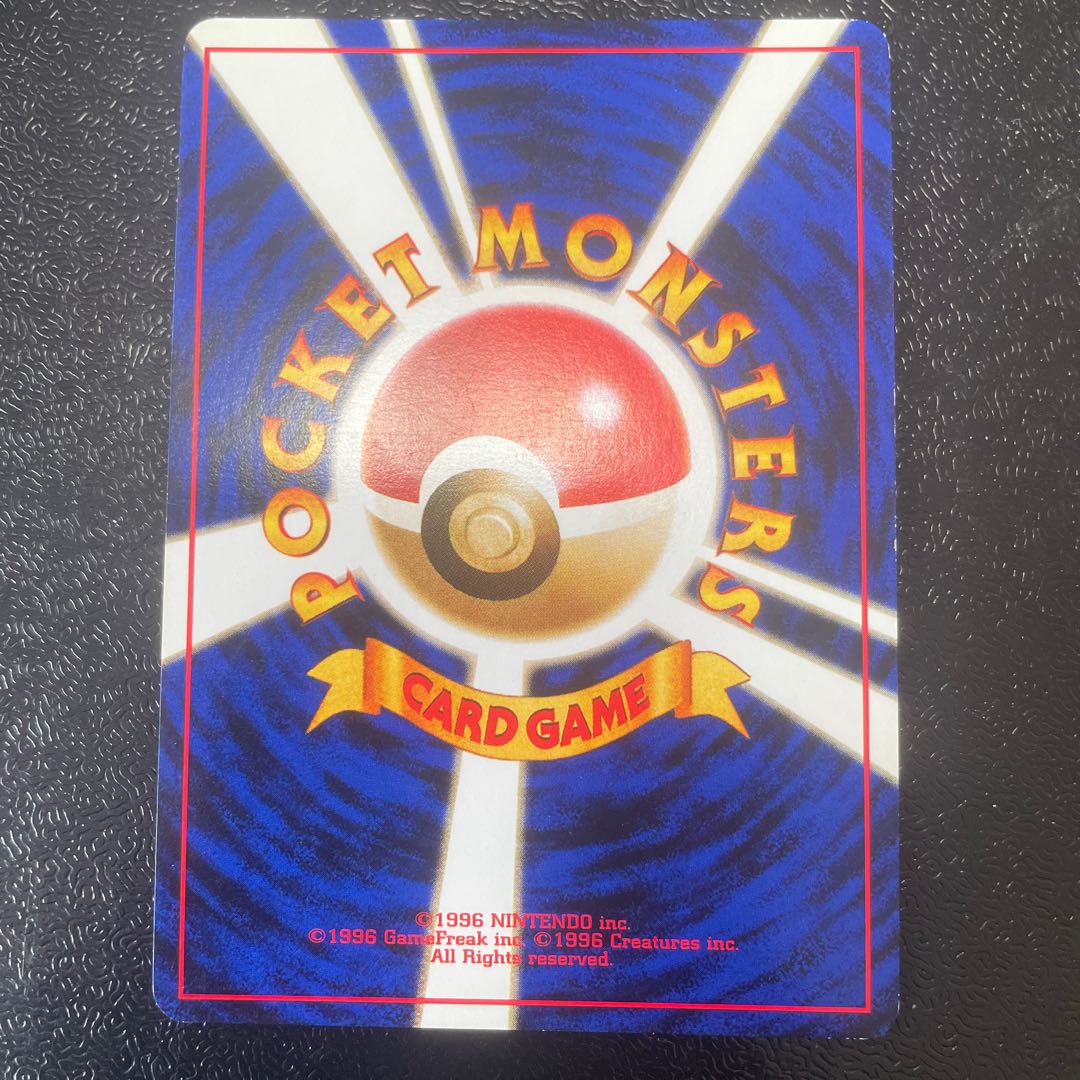 POCKET MONSTERS
CARD GAME
©1996 NINTENDO inc.
©1996 GameFreak inc. ©1996 Creatures inc.
All Rights reserved.